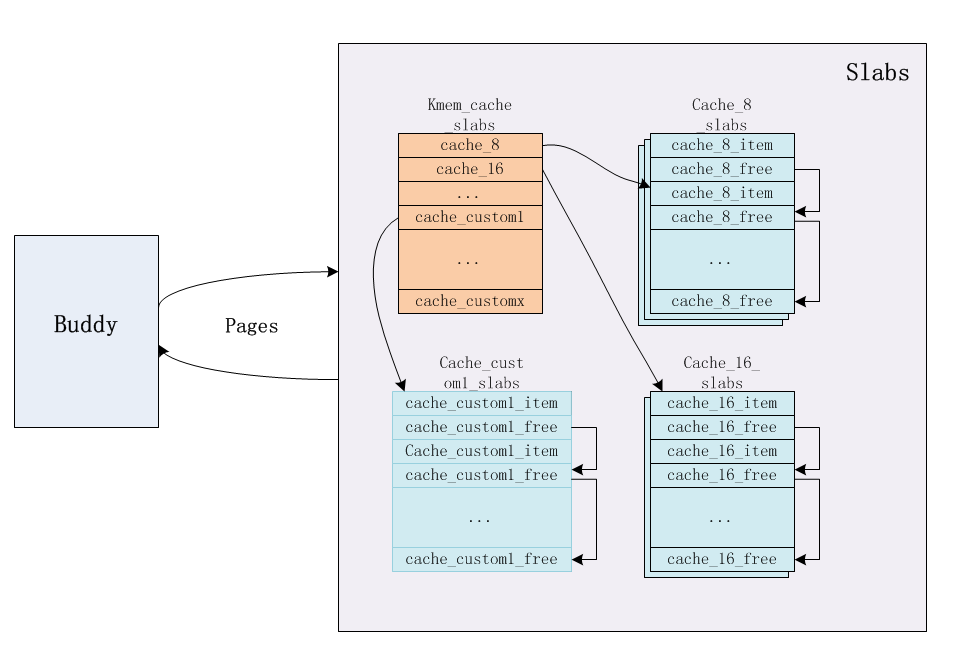 Slabs
Kmem_cache
_slabs
cache_8
cache_16
...
cache_custom1
...
cache_customx
Cache_8
_slabs
cache_8_item
cache_8_free
cache_8_item
cache_8_free
...
cache_8_free
Buddy
Pages
Cache_cust
om1_slabs
cache_custom1_item
cache_custom1_free
Cache_custom1_item
cache_custom1_free
...
cache_custom1_free
Cache_16_
slabs
cache_16_item
cache_16_free
cache_16_item
cache_16_free
...
cache_16_free